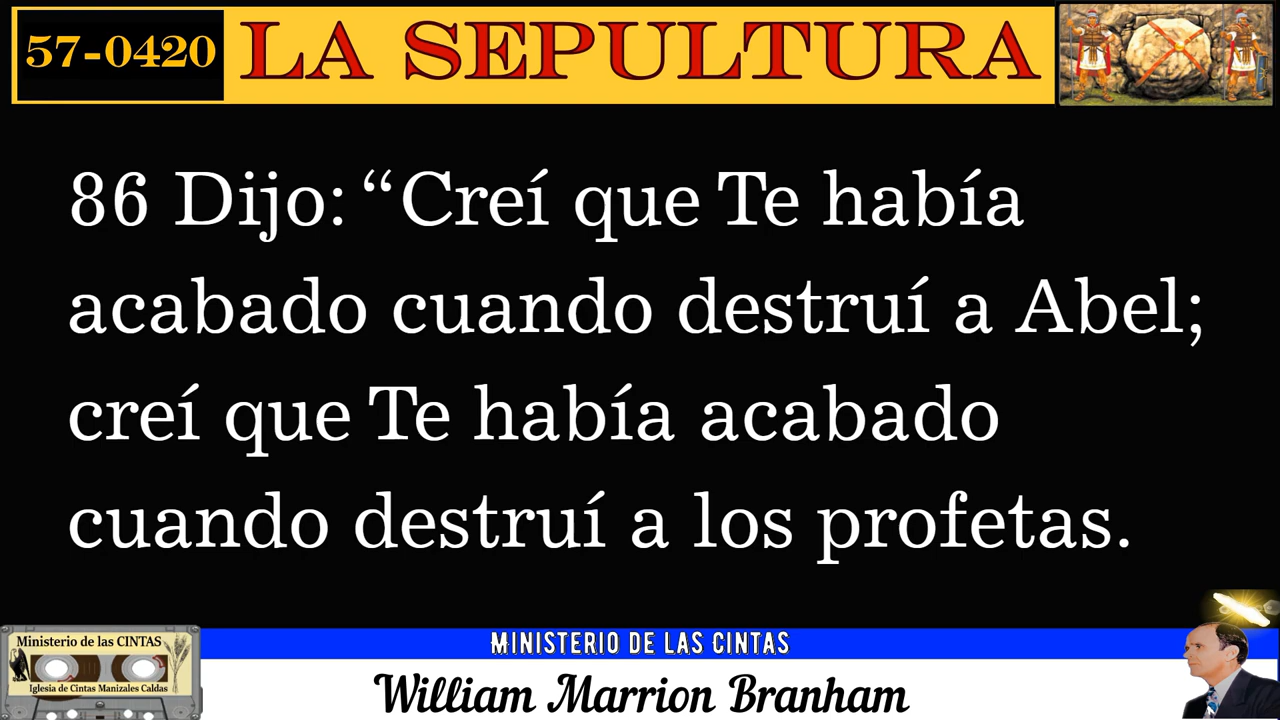 57-0420 LA SEPULTURA
86 Dijo: “Creí que Te había
acabado cuando destruí a Abel;
creí que Te había acabado
cuando destruí a los profetas.
Ministerio de las CINTAS
Iglesia de Cintas Manizales Caldas
MINISTERIO DE LAS CINTAS
William Marrion Branham